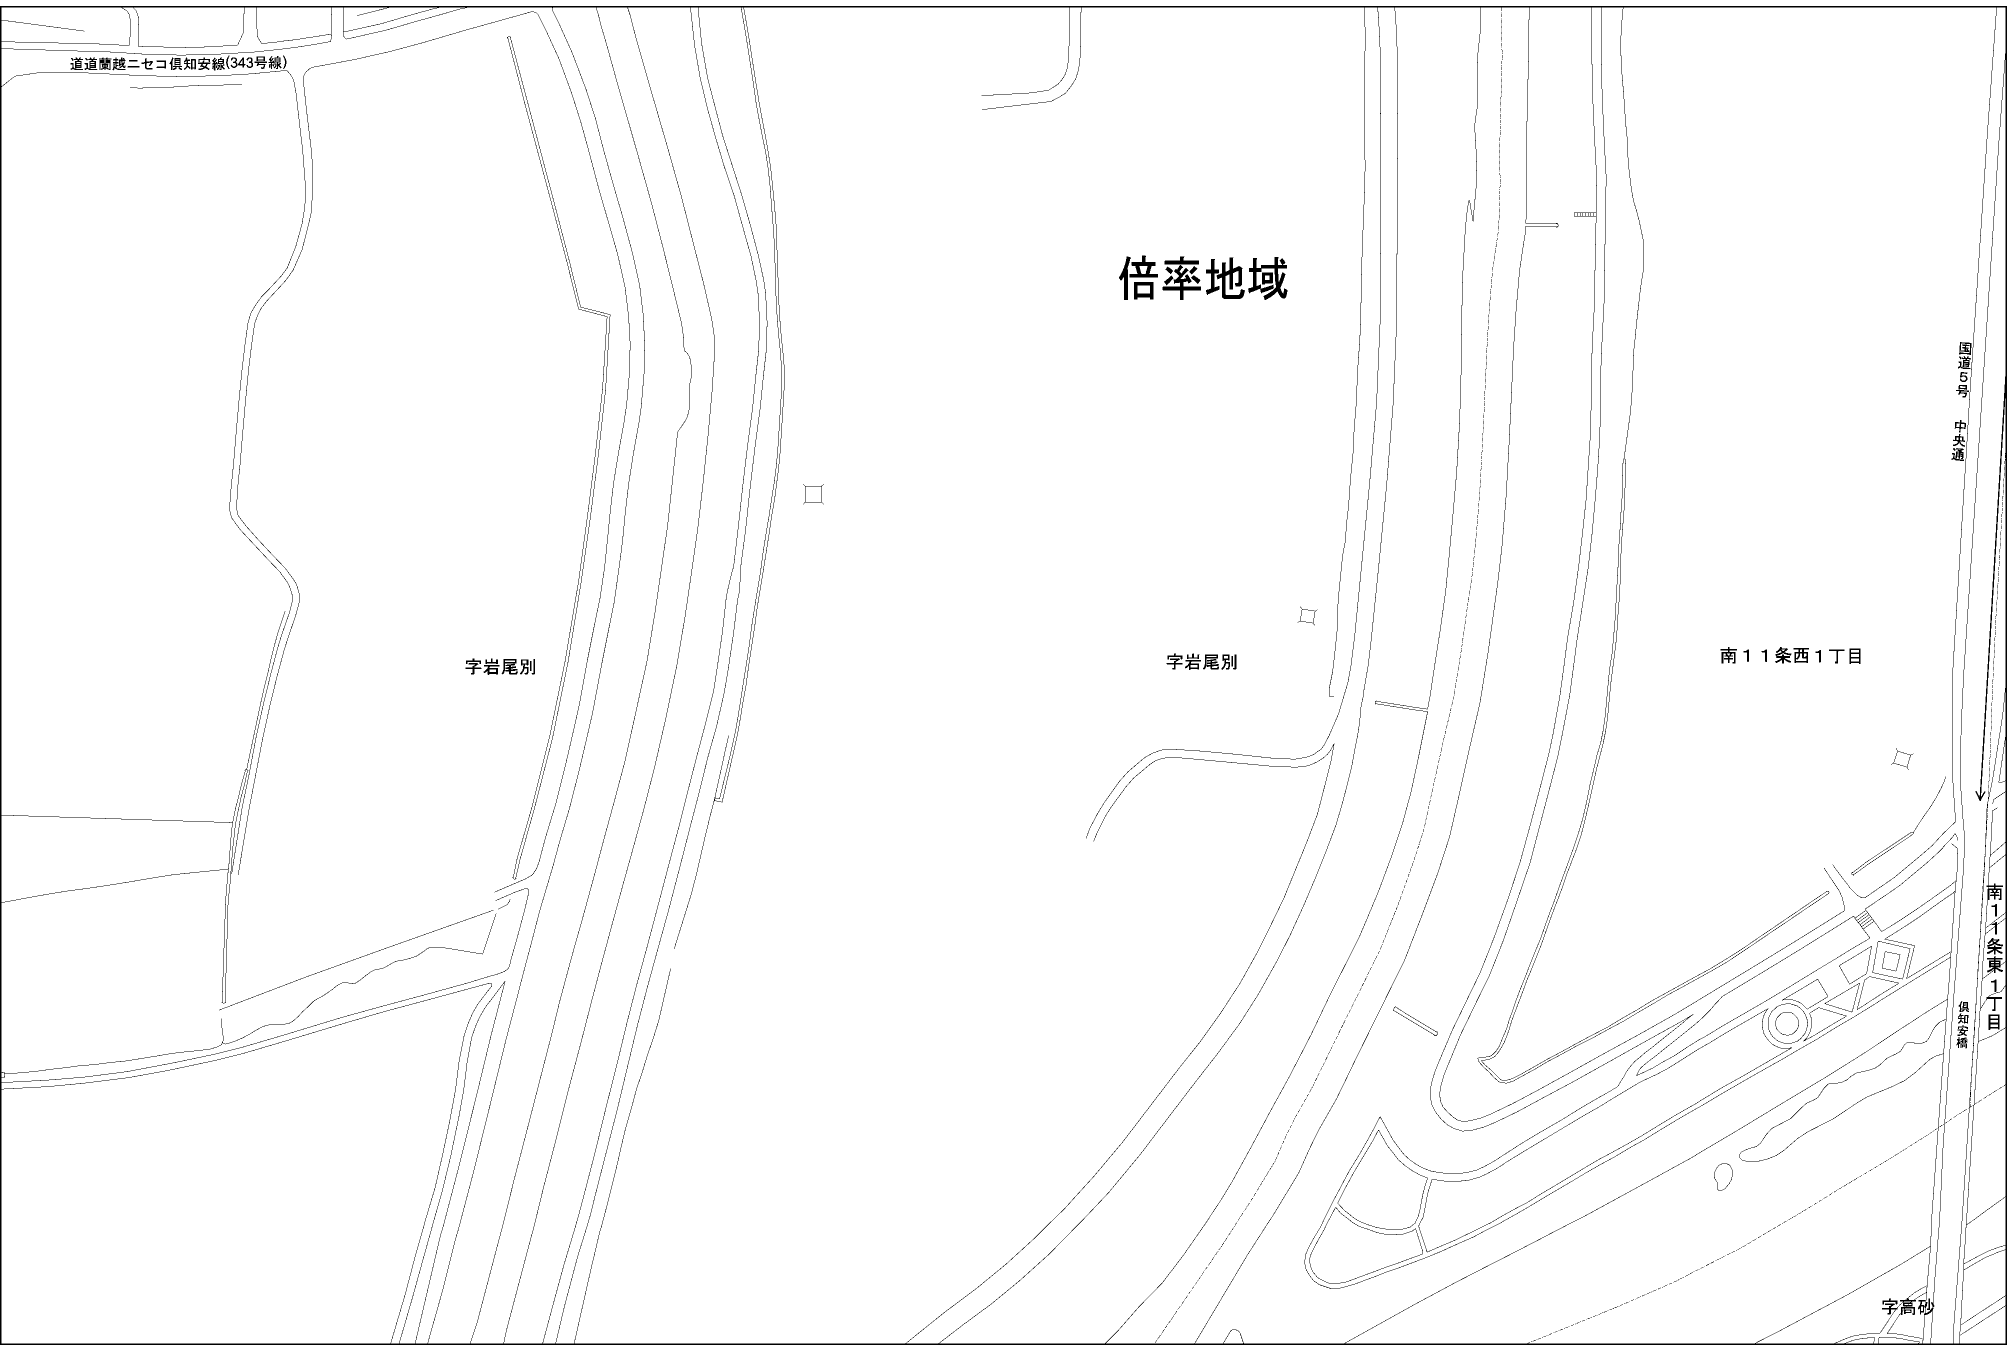 道道蘭越ニセコ倶知安線(343号線)
倍率地域
国道５号　中央通
字岩尾別
字岩尾別
南１１条西１丁目
南１１条東１丁目
倶知安橋
字高砂